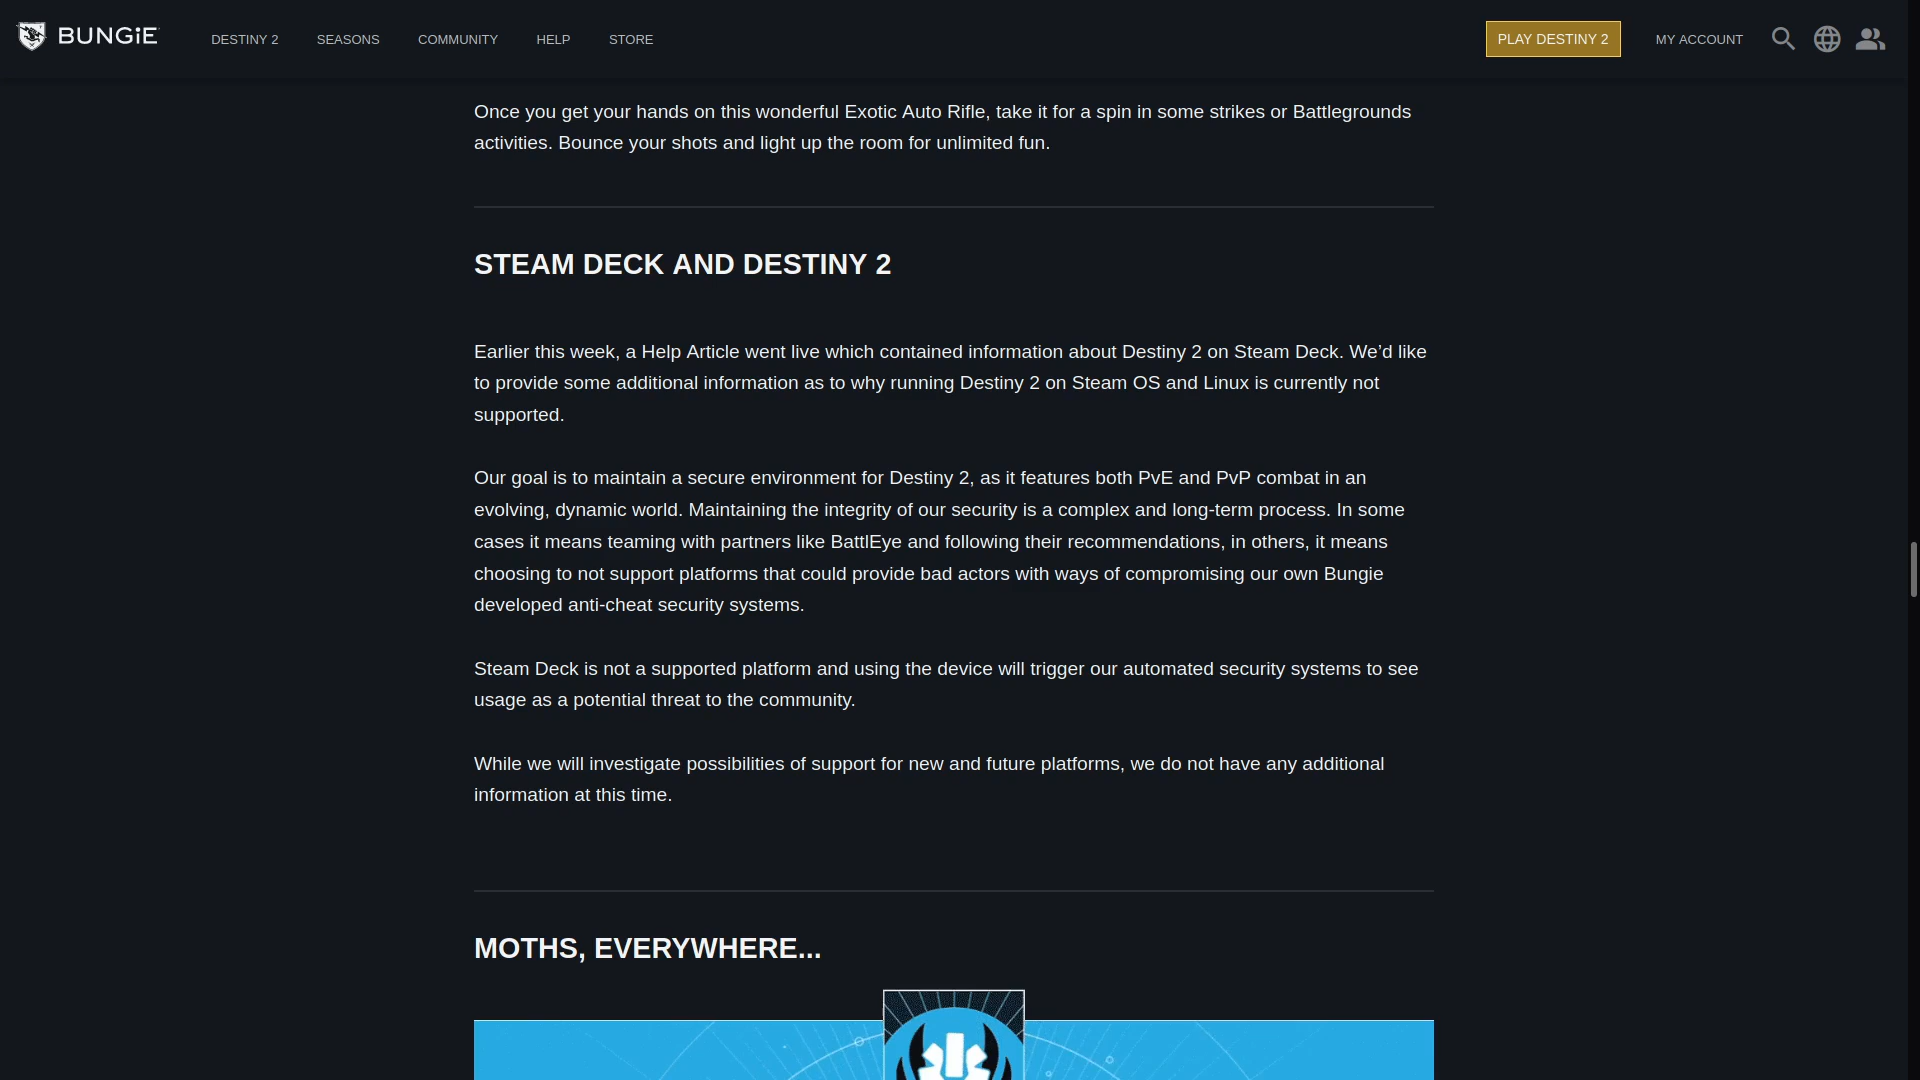 BUNGiE
DESTINY 2
SEASONS
COMMUNITY
HELP
STORE
PLAY DESTINY 2
MY ACCOUNT
Once you get your hands on this wonderful Exotic Auto Rifle, take it for a spin in some strikes or Battlegrounds
activities. Bounce your shots and light up the room for unlimited fun.
STEAM DECK AND DESTINY 2
Earlier this week, a Help Article went live which contained information about Destiny 2 on Steam Deck. We’d like
to provide some additional information as to why running Destiny 2 on Steam OS and Linux is currently not
supported.
Our goal is to maintain a secure environment for Destiny 2, as it features both PvE and PvP combat in an
evolving, dynamic world. Maintaining the integrity of our security is a complex and long-term process. In some
cases it means teaming with partners like BattlEye and following their recommendations, in others, it means
choosing to not support platforms that could provide bad actors with ways of compromising our own Bungie
developed anti-cheat security systems.
Steam Deck is not a supported platform and using the device will trigger our automated security systems to see
usage as a potential threat to the community.
While we will investigate possibilities of support for new and future platforms, we do not have any additional
information at this time.
MOTHS, EVERYWHERE...